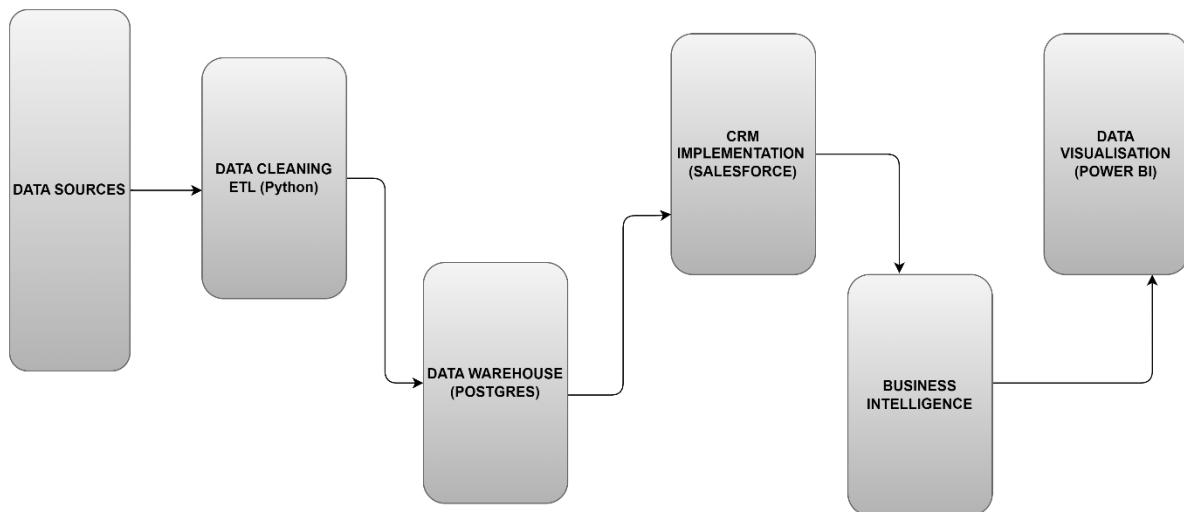 DATA SOURCES
DATA CLEANING
ETL (Python)
DATA WAREHOUSE
(POSTGRES)
CRM
IMPLEMENTATION
(SALESFORCE)
BUSINESS
INTELLIGENCE
DATA
VISUALISATION
(POWER BI)